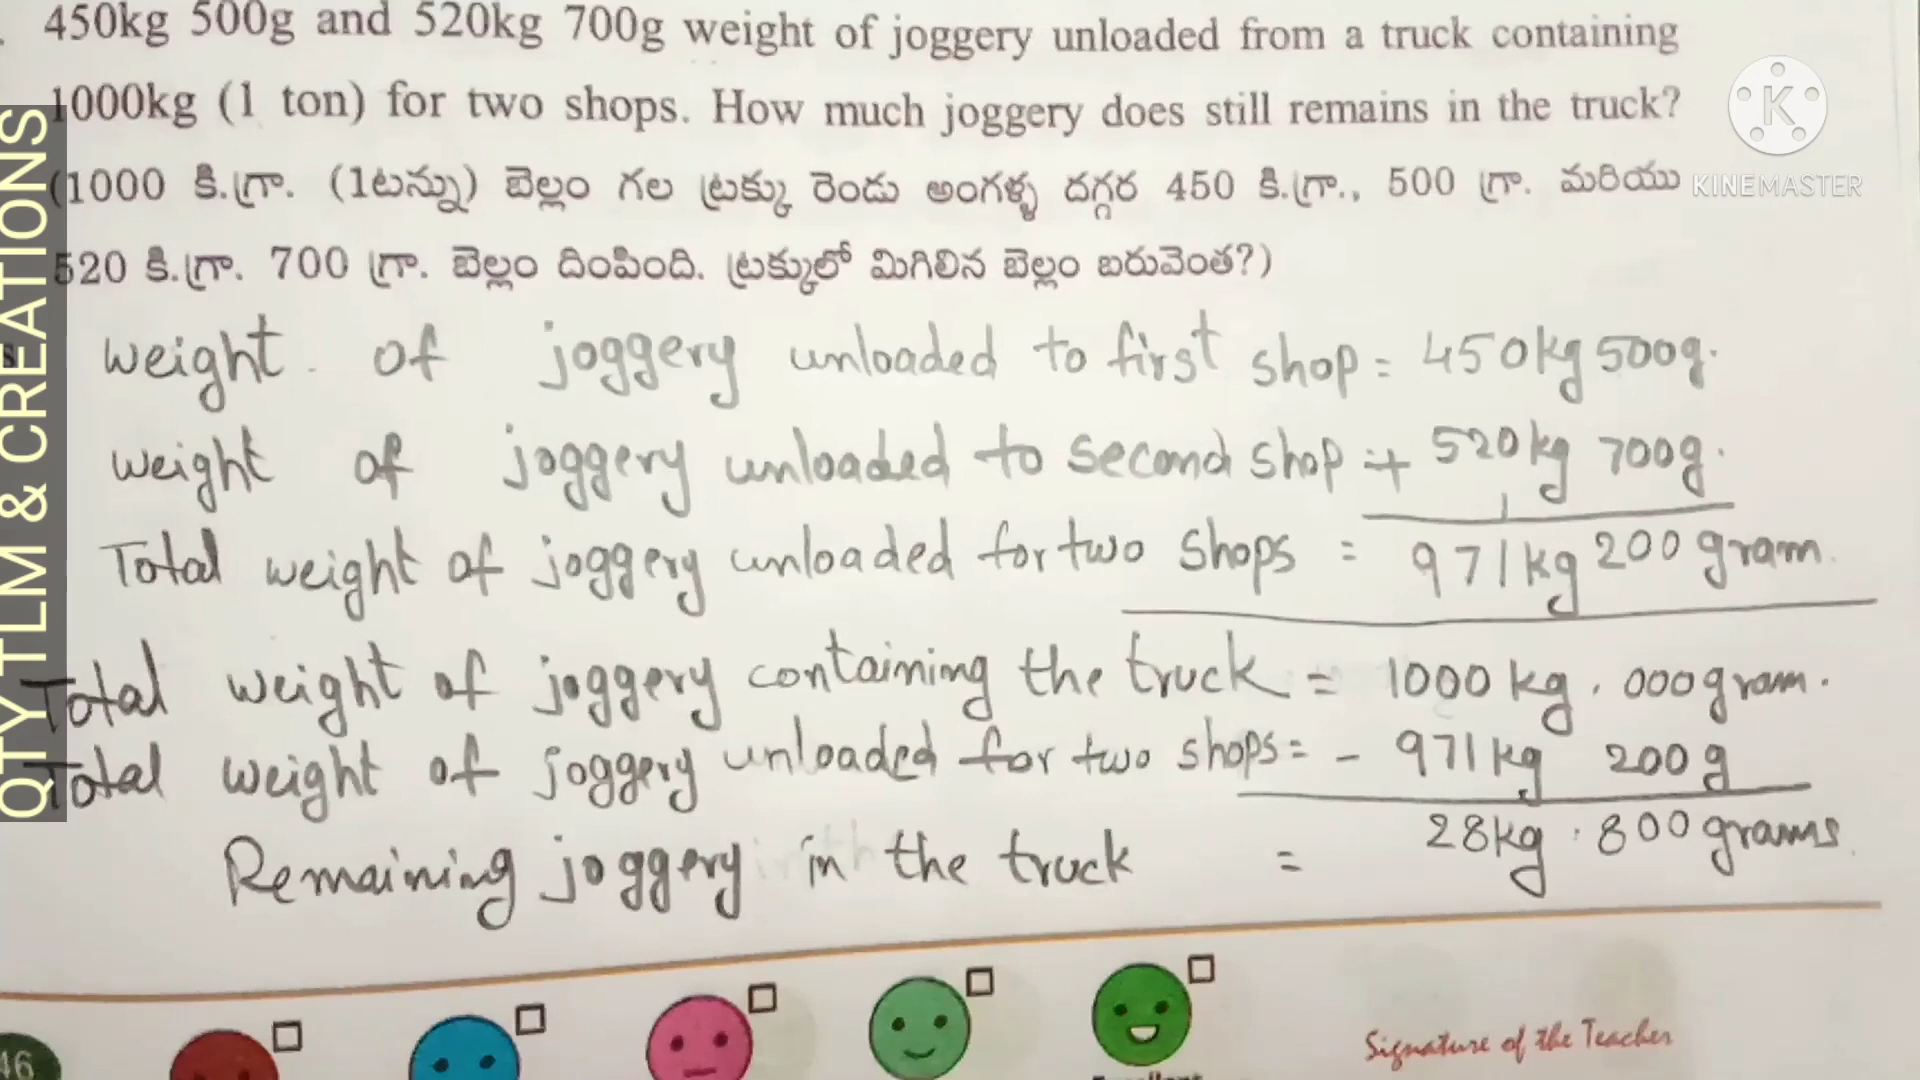 450kg 500g and 520kg 700g weight of joggery unloaded from a truck containing
1000kg (1 ton) for two shops. How much joggery does still remains in the truck?
(1000 కి.గ్రా. (1టన్ను) బెల్లం గల ట్రక్కు రెండు అంగళ్ళు దగ్గర 450 కి.గ్రా., 500 గ్రా. మరియు
520 కి.గ్రా. 700 గ్రా. బెల్లం దింపింది. ట్రక్కులో మిగిలిన బెల్లం బరువెంత?)
K
KINEMASTER
QTY TLM & CREATIONS
weight of joggery unloaded to first shop = 450kg 500g.
weight of joggery unloaded to second shop = + 520kg 700g.
1
Total weight of joggery unloaded for two shops = 971kg 200 gram.
Total weight of joggery containing the truck = 1000 kg. 000gram.
Total weight of joggery unloaded for two shops = - 971kg 200g
Remaining joggery in the truck = 28kg. 800grams.
46
Signature of the Teacher